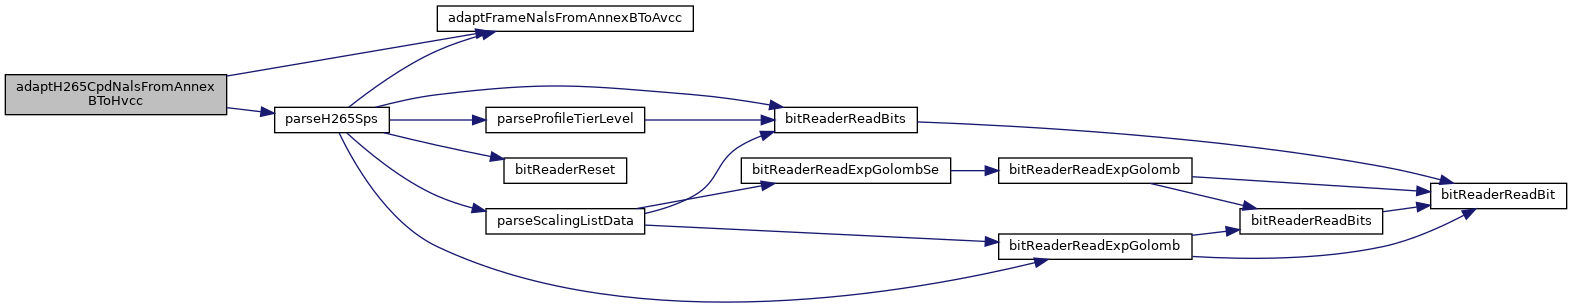 adaptFrameNalsFromAnnexBToAvcc
adaptH265CpdNalsFromAnnex
BToHvcc
parseH265Sps
parseProfileTierLevel
bitReaderReadBits
bitReaderReset
bitReaderReadExpGolombSe
bitReaderReadExpGolomb
bitReaderReadBit
parseScalingListData
bitReaderReadBits
bitReaderReadExpGolomb